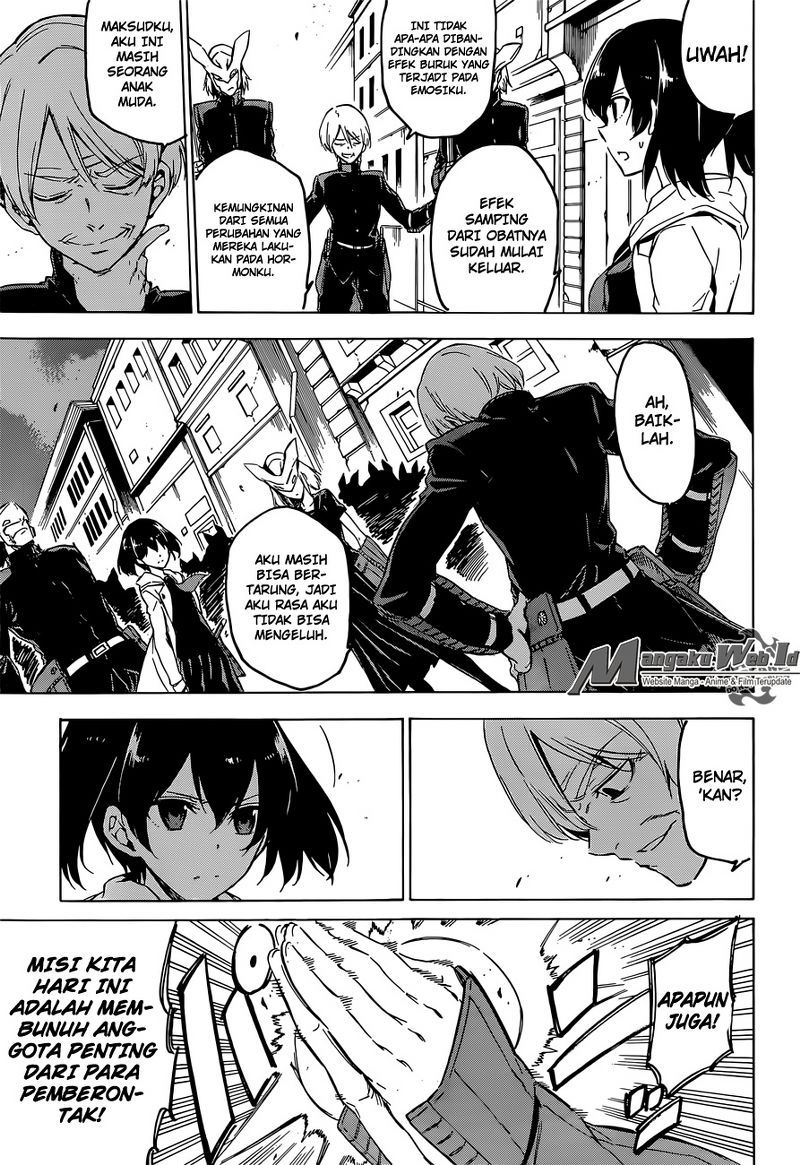 UWAH!
INI TIDAK
APA-APA DIBAN-
DINGKAN DENGAN
EFEK BURUK YANG
TERJADI PADA
EMOSIKU.
EFEK
SAMPING
DARI OBATNYA
SUDAH MULAI
KELUAR.
KEMUNGKINAN
DARI SEMUA
PERUBAHAN YANG
MEREKA LAKU-
KAN PADA HOR-
MONKU.
MAKSUDKU,
AKU INI
MASIH
SEORANG
ANAK
MUDA.
AH,
BAIK-
LAH.
AKU MASIH
BISA BER-
TARUNG, JADI
AKU RASA AKU
TIDAK BISA
MENGELUH.
Mangaku.Web.Id
Website Manga - Anime & Film Terupdate
BENAR,
'KAN?
APAPUN
JUGA!
MISI KITA
HARI INI
ADALAH MEM-
BUNUH ANG-
GOTA PENTING
DARI PARA
PEMBERON-
TAK!